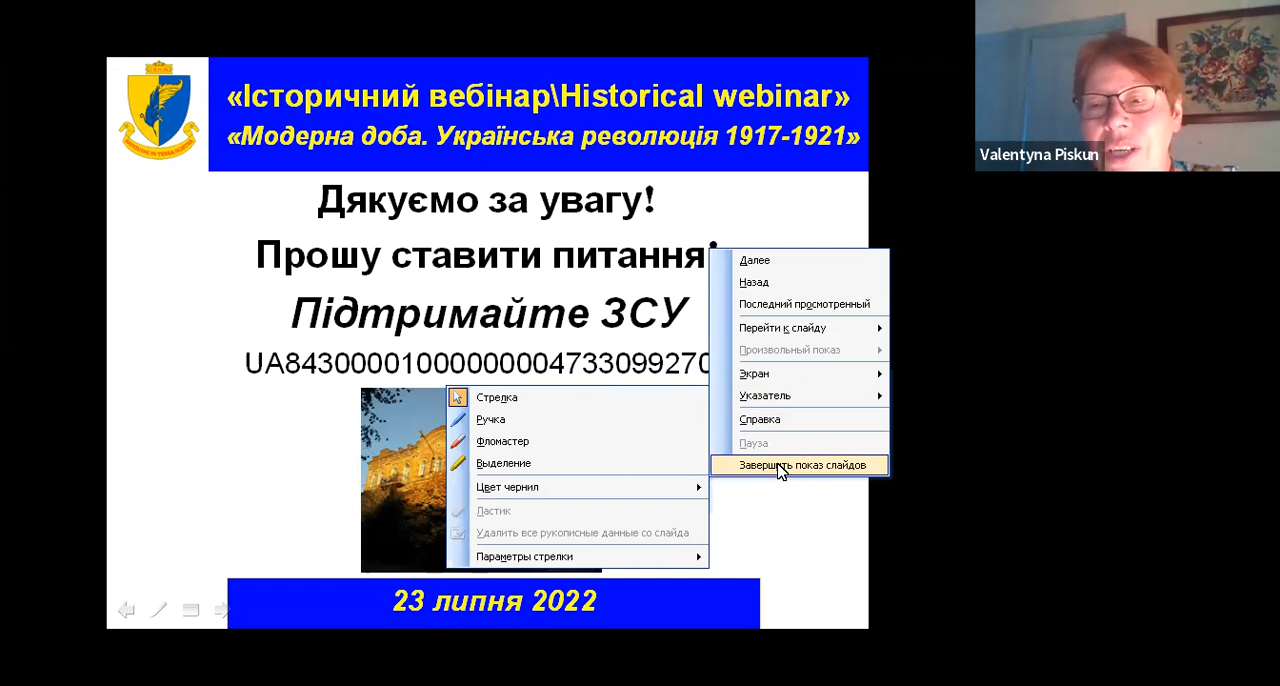 «Історичний вебінар\Historical webinar»
«Модерна доба. Українська революція 1917-1921»
Дякуємо за увагу!
Прошу ставити питання
Підтримайте ЗСУ
Valentyna Piskun
Далее
Назад
Последний просмотренный
Перейти к слайду
Произвольный показ
Экран
Указатель
Справка
Пауза
Завершить показ слайдов
Стрелка
Ручка
Фломастер
Выделение
Цвет чернил
Ластик
Удалить все рукописные данные со слайда
Параметры стрелки
23 липня 2022